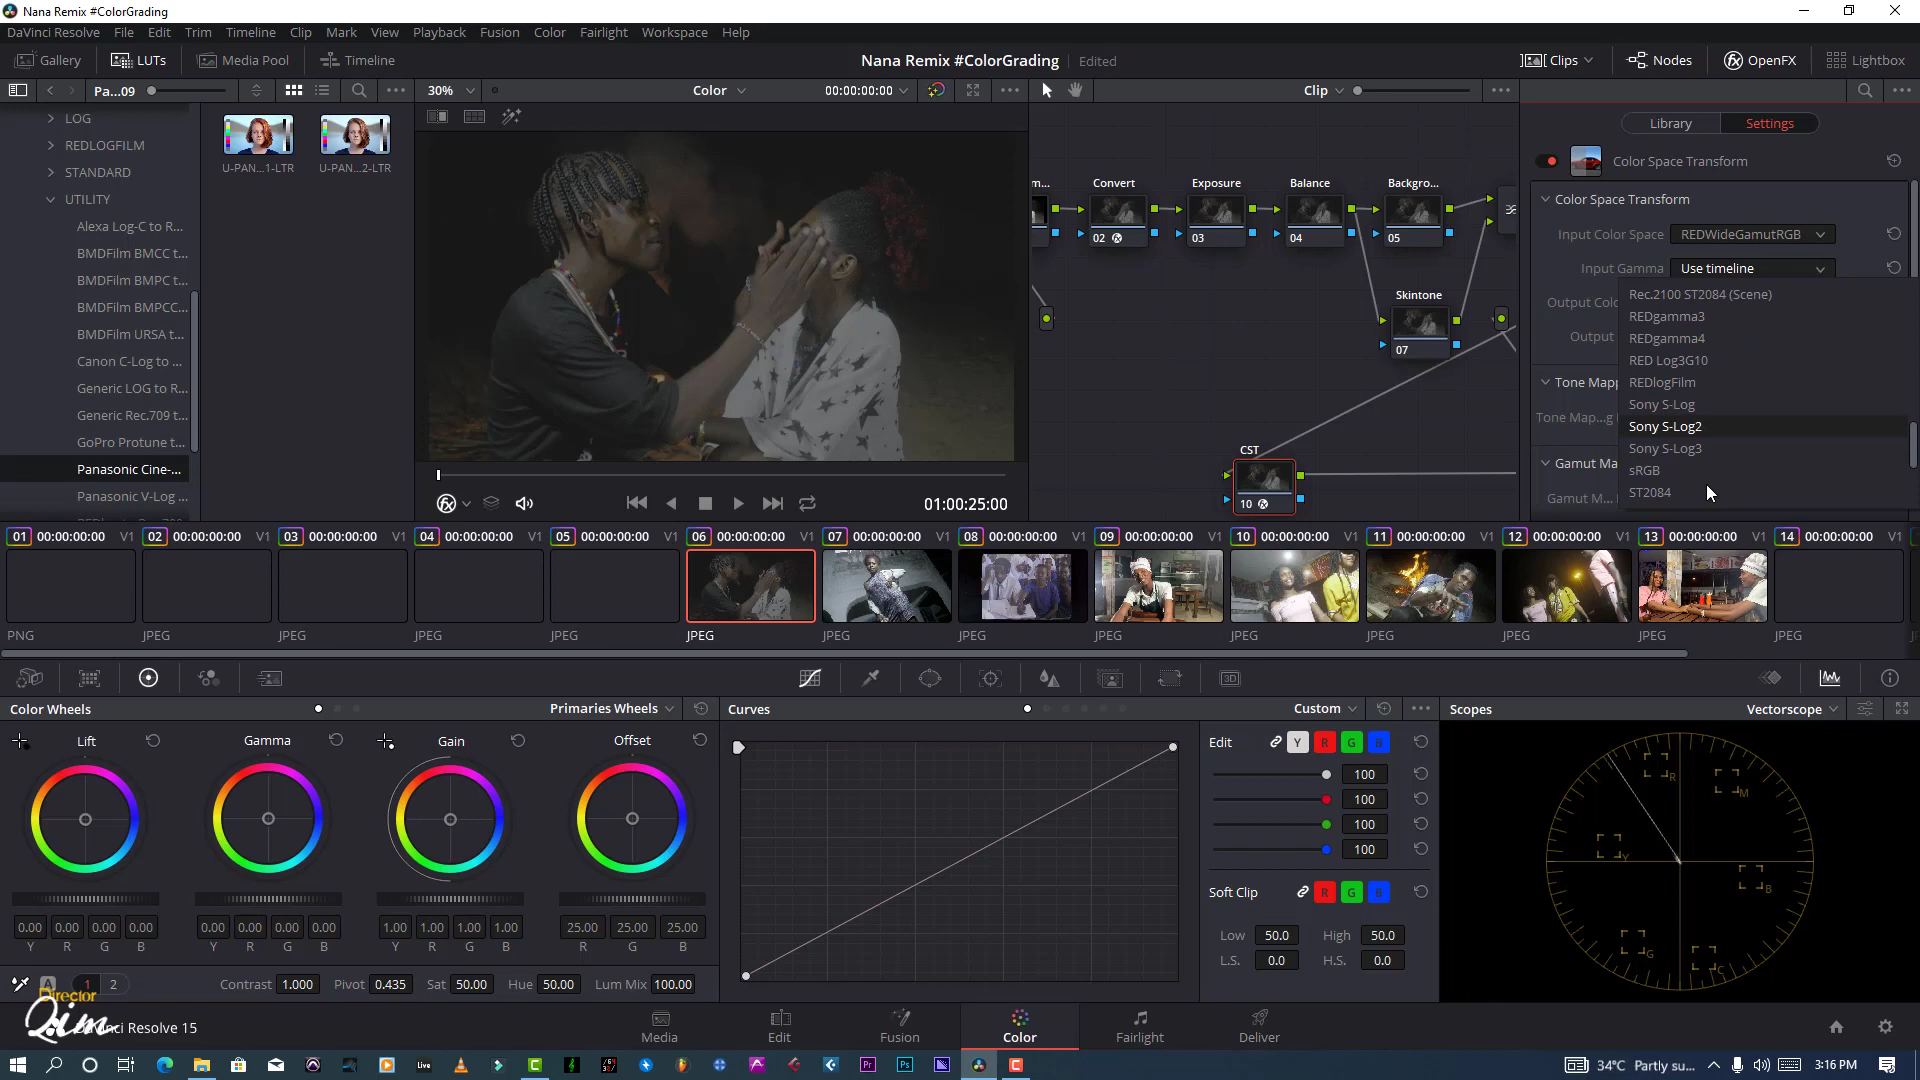 Nana Remix #ColorGrading
DaVinci Resolve File Edit Trim Timeline Clip Mark View Playback Fusion Color Fairlight Workspace Help
Gallery LUTs Media Pool Timeline
Nana Remix #ColorGrading Edited
Clips Nodes OpenFX Lightbox
Pa...09
30% Color 00:00:00:00
Clip
Library Settings
LOG
REDLOGFILM
STANDARD
UTILITY
Alexa Log-C to R...
BMDFilm BMCC t...
BMDFilm BMPC t...
BMDFilm BMPCC...
BMDFilm URSA t...
Canon C-Log to ...
Generic LOG to R...
Generic Rec.709 t...
GoPro Protune t...
Panasonic Cine-...
Panasonic V-Log ...
U-PAN...1-LTR U-PAN...2-LTR
01:00:25:00
m... Convert Exposure Balance Backgro...
02 03 04 05
Skintone
07
CST
10
Color Space Transform
Color Space Transform
Input Color Space REDWideGamutRGB
Input Gamma Use timeline
Output Colo
Output
Tone Mapp
Tone Map...g
Gamut Ma
Gamut M...
Rec.2100 ST2084 (Scene)
REDgamma3
REDgamma4
RED Log3G10
REDlogFilm
Sony S-Log
Sony S-Log2
Sony S-Log3
sRGB
ST2084
01 00:00:00:00 V1 02 00:00:00:00 V1 03 00:00:00:00 V1 04 00:00:00:00 V1 05 00:00:00:00 V1 06 00:00:00:00 V1 07 00:00:00:00 V1 08 00:00:00:00 V1 09 00:00:00:00 V1 10 00:00:00:00 V1 11 00:00:00:00 V1 12 00:00:00:00 V1 13 00:00:00:00 V1 14 00:00:00:00 V1
PNG JPEG JPEG JPEG JPEG JPEG JPEG JPEG JPEG JPEG JPEG JPEG JPEG JPEG
3D
Color Wheels Primaries Wheels
Lift Gamma Gain Offset
0.00 0.00 0.00 0.00 0.00 0.00 0.00 0.00 1.00 1.00 1.00 1.00 25.00 25.00 25.00
Y R G B Y R G B Y R G B R G B
A 1 2 Contrast 1.000 Pivot 0.435 Sat 50.00 Hue 50.00 Lum Mix 100.00
Curves Custom
Edit Y R G B
100
100
100
100
Soft Clip R G B
Low 50.0 High 50.0
L.S. 0.0 H.S. 0.0
Scopes Vectorscope
R
M
Y
B
G
C
Director
Qim
DaVinci Resolve 15
Media Edit Fusion Color Fairlight Deliver
Live Pr Ps
34°C Partly su... 3:16 PM